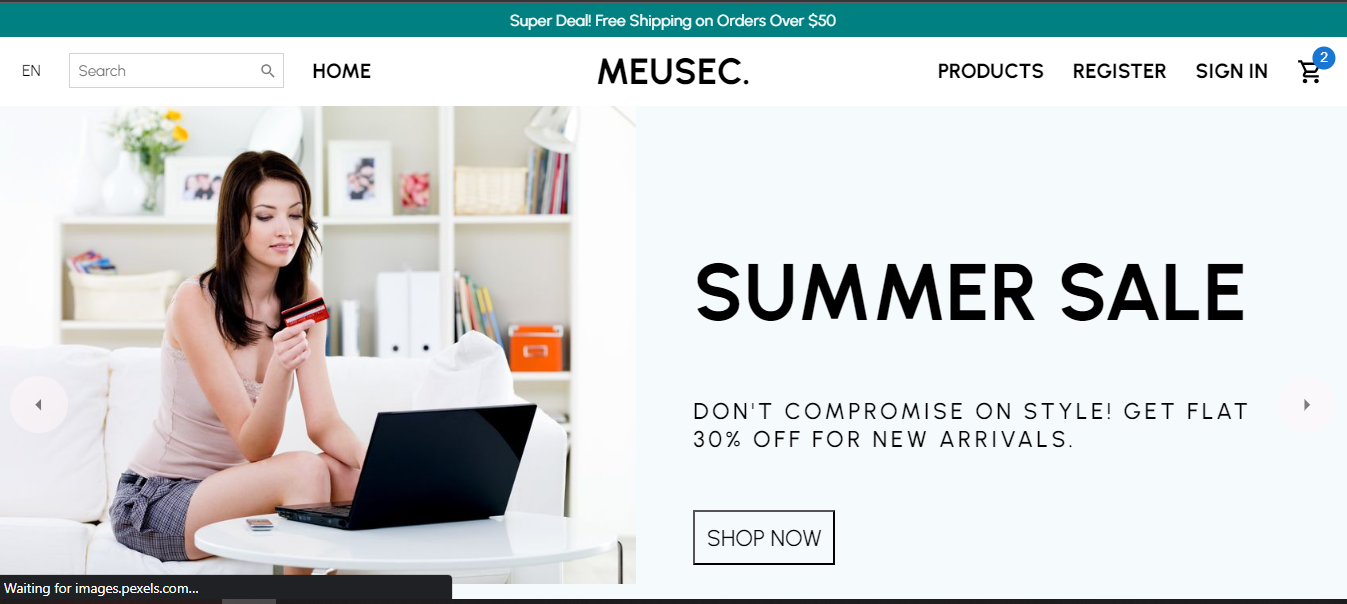 Super Deal! Free Shipping on Orders Over $50
EN
Search
HOME
MEUSEC.
PRODUCTS
REGISTER
SIGN IN
2
SUMMER SALE
DON'T COMPROMISE ON STYLE! GET FLAT
30% OFF FOR NEW ARRIVALS.
SHOP NOW
Waiting for images.pexels.com...